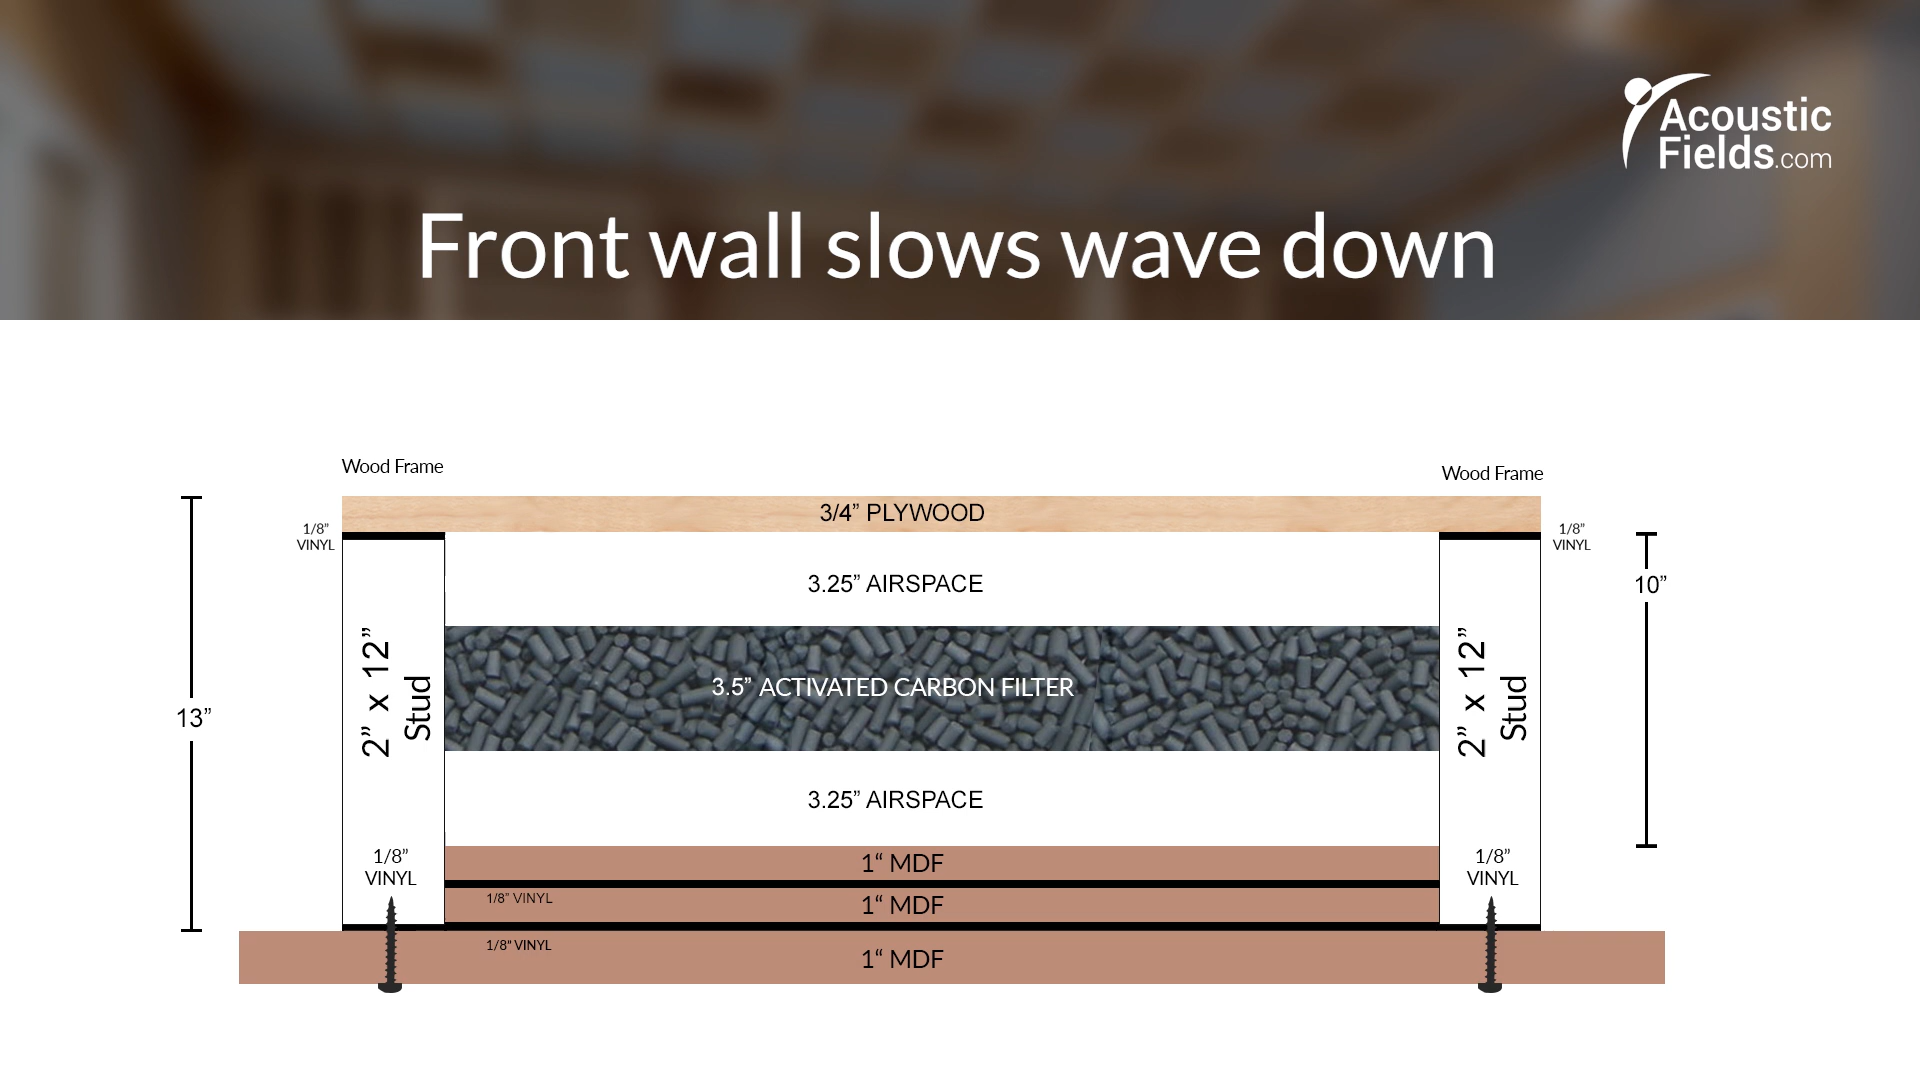 Acoustic
Fields.com
Front wall slows wave down
Wood Frame
Wood Frame
3/4” PLYWOOD
1/8”
VINYL
1/8”
VINYL
3.25” AIRSPACE
10”
2” x 12”
Stud
2” x 12”
Stud
3.5” ACTIVATED CARBON FILTER
13”
3.25” AIRSPACE
1/8”
VINYL
1/8”
VINYL
1“ MDF
1/8” VINYL
1“ MDF
1/8” VINYL
1“ MDF